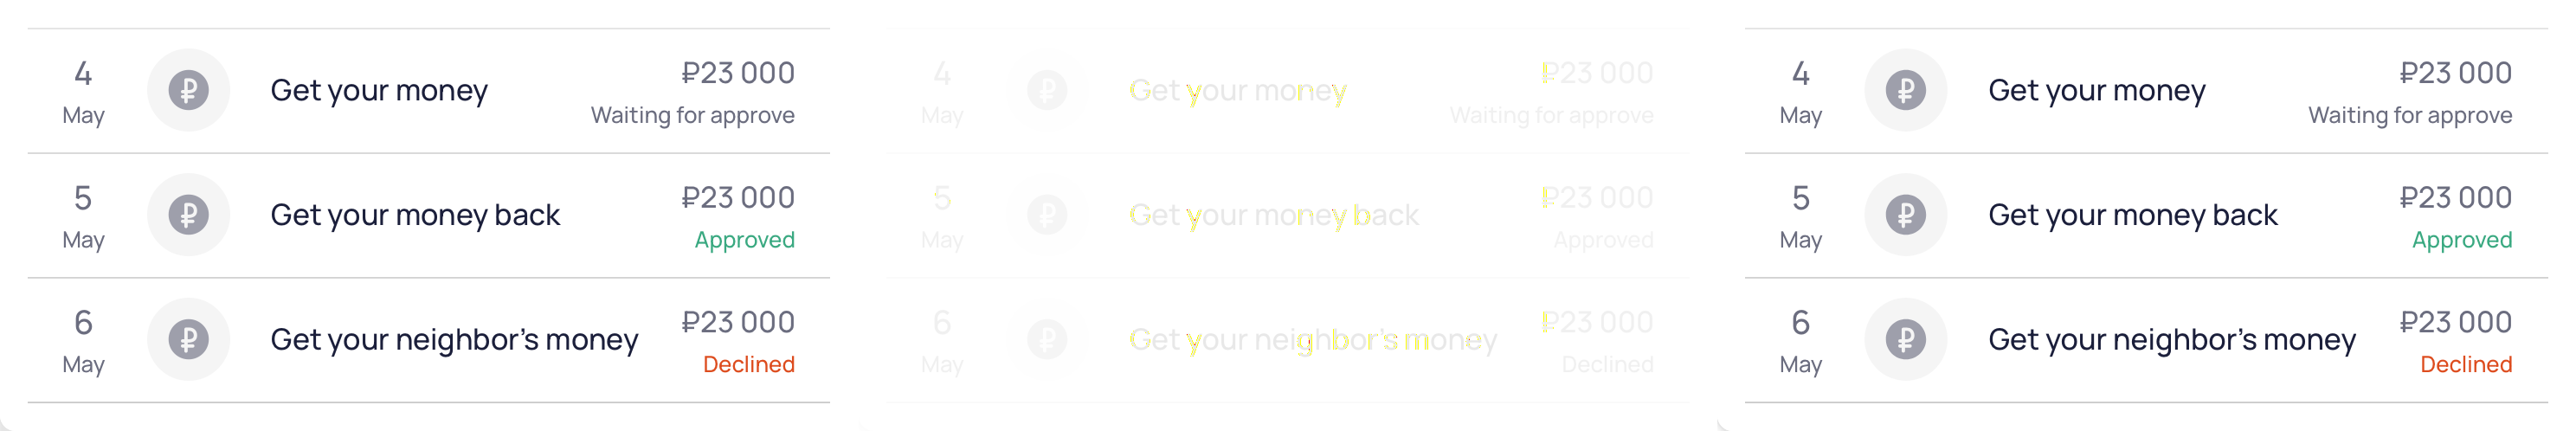 4
May
Get your money
₽23 000
Waiting for approve
5
May
Get your money back
₽23 000
Approved
6
May
Get your neighbor's money
₽23 000
Declined
4
May
Get your money
₽23 000
Waiting for approve
5
May
Get your money back
₽23 000
Approved
6
May
Get your neighbor's money
₽23 000
Declined
4
May
Get your money
₽23 000
Waiting for approve
5
May
Get your money back
₽23 000
Approved
6
May
Get your neighbor's money
₽23 000
Declined